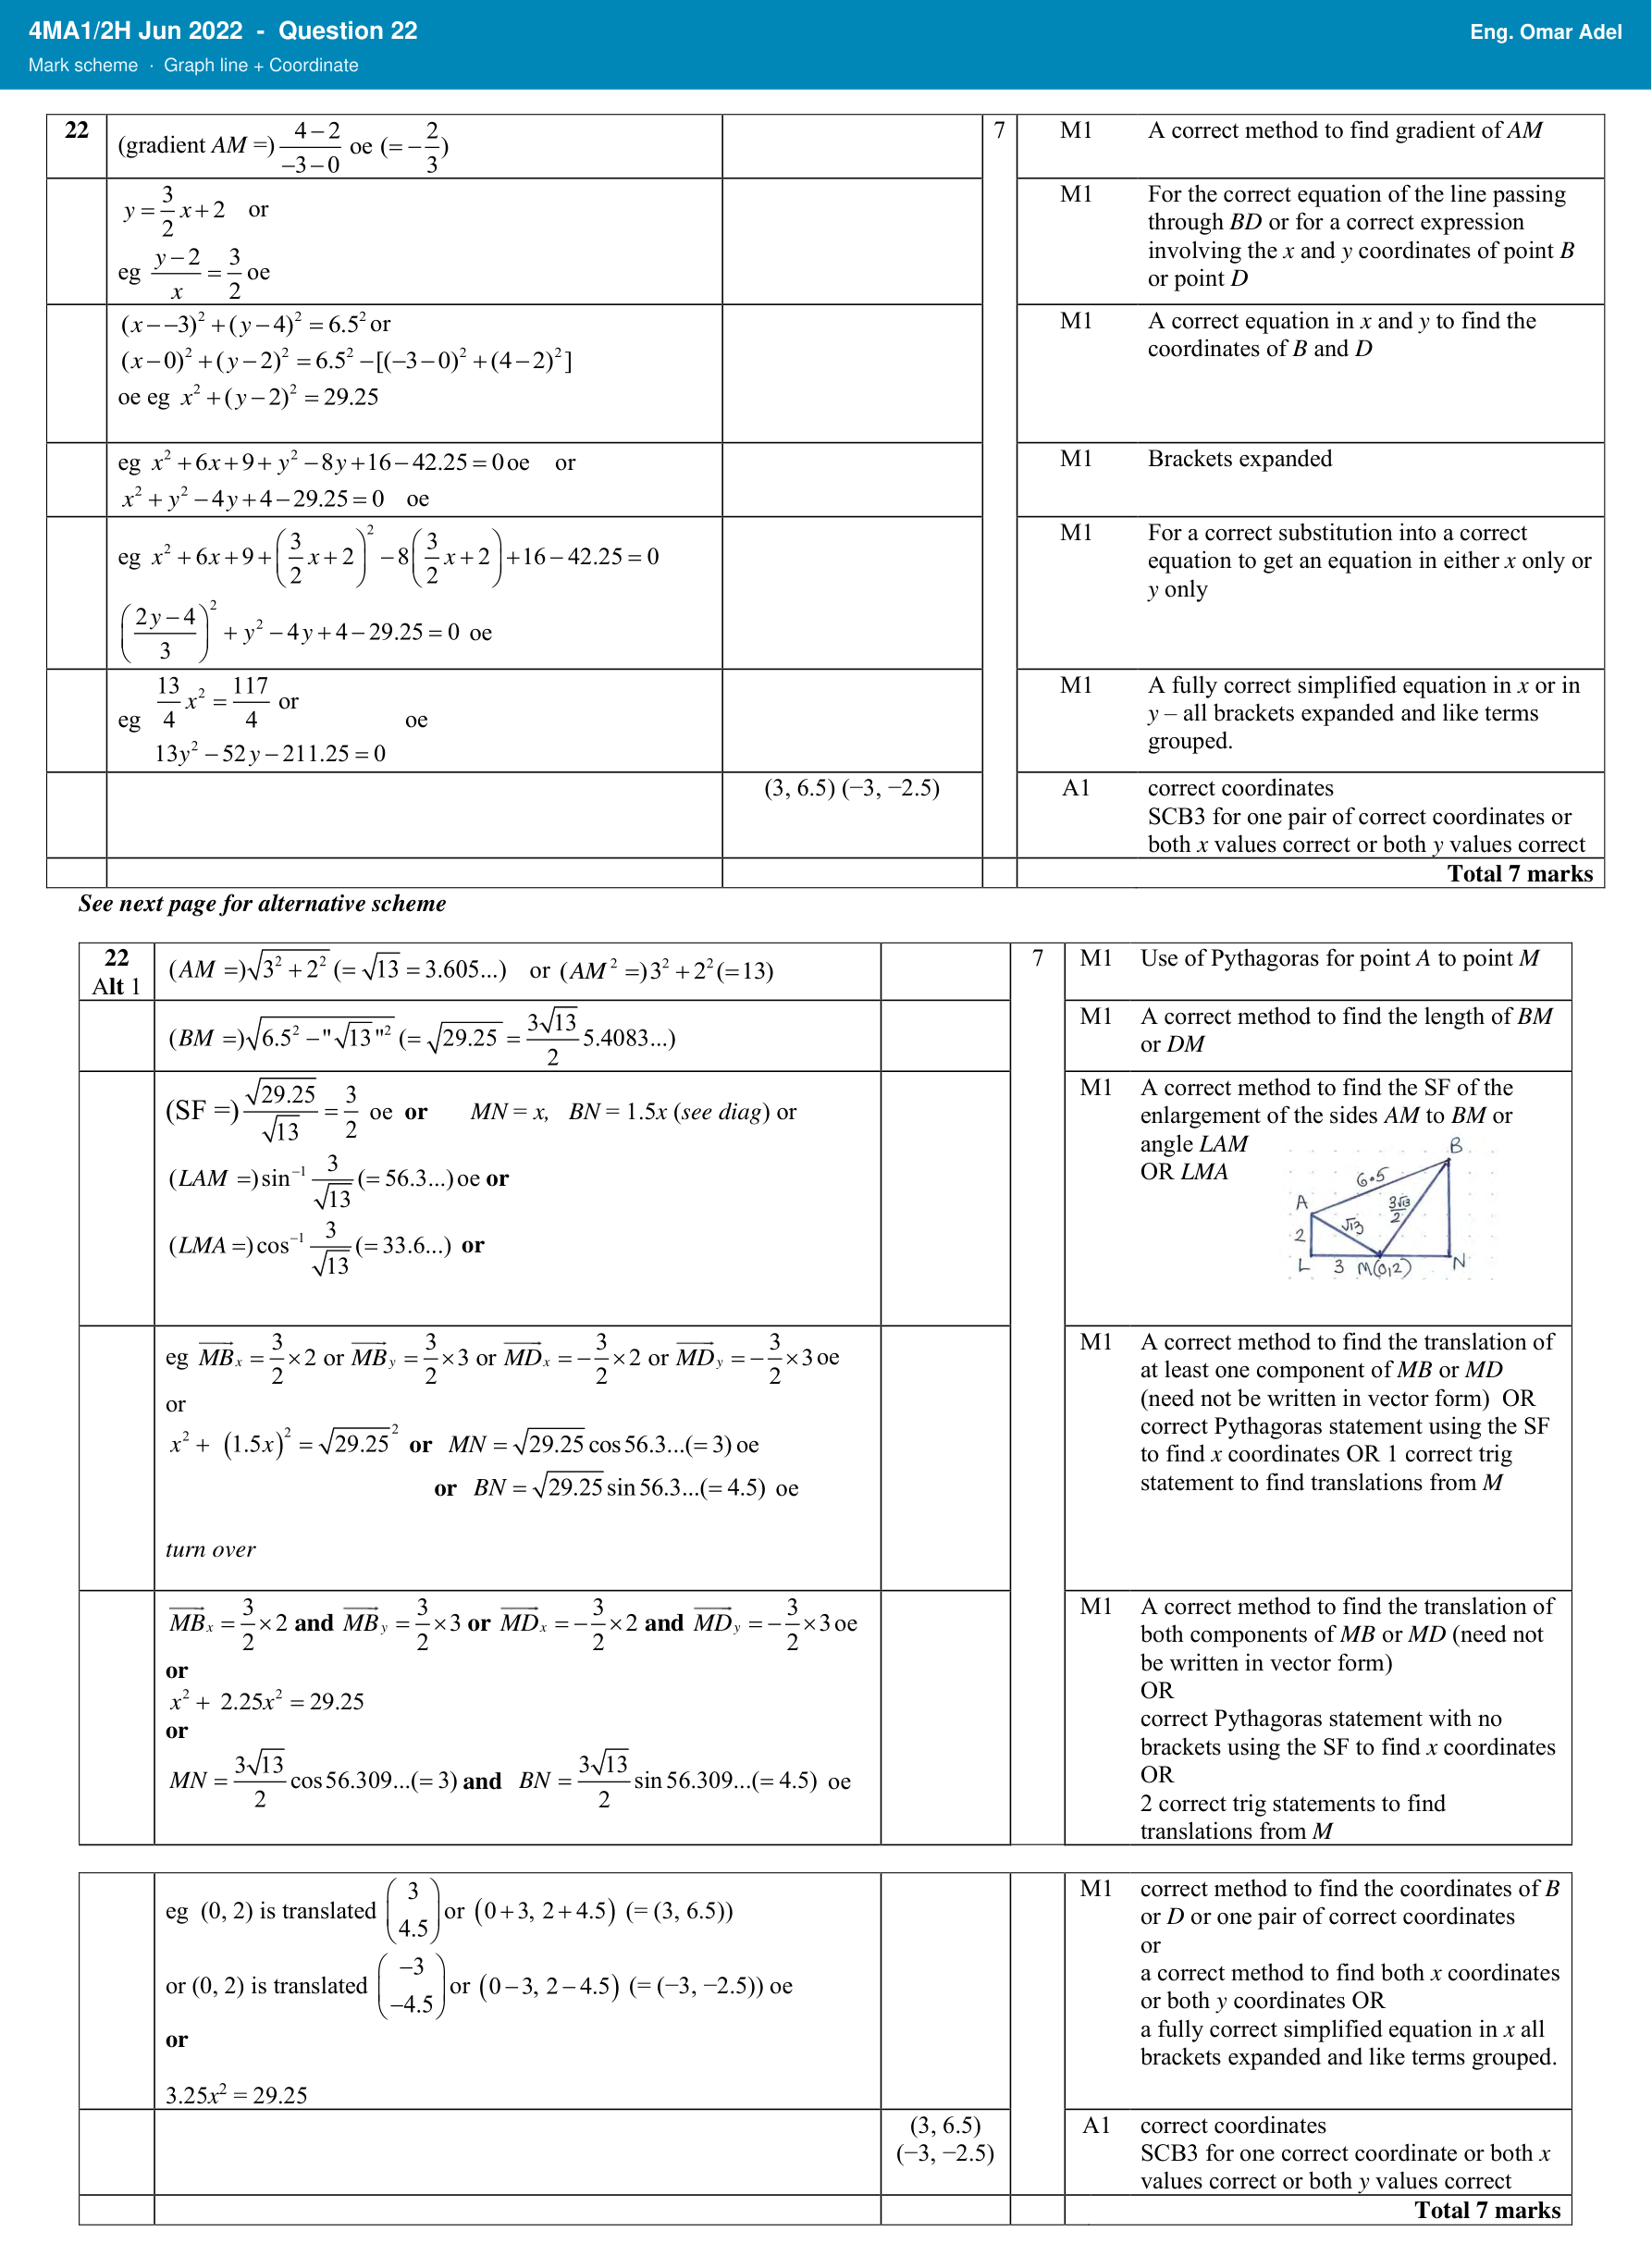 4MA1/2H Jun 2022 - Question 22
Eng. Omar Adel
Mark scheme · Graph line + Coordinate
22
(gradient AM =) (4−2)/(−3−0) oe (= −2/3)
7
M1
A correct method to find gradient of AM
y = 3/2 x + 2 or
eg (y−2)/x = 3/2 oe
M1
For the correct equation of the line passing
through BD or for a correct expression
involving the x and y coordinates of point B
or point D
(x−−3)² + (y−4)² = 6.5² or
(x−0)² + (y−2)² = 6.5² −[(−3−0)² + (4−2)²]
oe eg x² + (y−2)² = 29.25
M1
A correct equation in x and y to find the
coordinates of B and D
eg x² + 6x + 9 + y² − 8y + 16 − 42.25 = 0 oe or
x² + y² − 4y + 4 − 29.25 = 0 oe
M1
Brackets expanded
eg x² + 6x + 9 + (3/2 x + 2)² − 8(3/2 x + 2) + 16 − 42.25 = 0
((2y−4)/3)² + y² − 4y + 4 − 29.25 = 0 oe
M1
For a correct substitution into a correct
equation to get an equation in either x only or
y only
eg 13/4 x² = 117/4 or oe
13y² − 52y − 211.25 = 0
M1
A fully correct simplified equation in x or in
y – all brackets expanded and like terms
grouped.
(3, 6.5) (−3, −2.5)
A1
correct coordinates
SCB3 for one pair of correct coordinates or
both x values correct or both y values correct
Total 7 marks
See next page for alternative scheme
22
Alt 1
(AM =)√(3² + 2²) (= √13 = 3.605...) or (AM² =)3² + 2² (=13)
7
M1
Use of Pythagoras for point A to point M
(BM =)√(6.5² − "√13"²) (= √29.25 = 3√13/2 5.4083...)
M1
A correct method to find the length of BM
or DM
(SF =) √29.25/√13 = 3/2 oe or MN = x, BN = 1.5x (see diag) or
(LAM =) sin⁻¹ 3/√13 (= 56.3...) oe or
(LMA =) cos⁻¹ 3/√13 (= 33.6...) or
M1
A correct method to find the SF of the
enlargement of the sides AM to BM or
angle LAM
OR LMA
B
6.5
A
3√13/2
√13
2
L 3 M(0,2) N
eg MB⃗x = 3/2 × 2 or MB⃗y = 3/2 × 3 or MD⃗x = −3/2 × 2 or MD⃗y = −3/2 × 3 oe
or
x² + (1.5x)² = √29.25² or MN = √29.25 cos 56.3...(= 3) oe
or BN = √29.25 sin 56.3...(= 4.5) oe
turn over
M1
A correct method to find the translation of
at least one component of MB or MD
(need not be written in vector form) OR
correct Pythagoras statement using the SF
to find x coordinates OR 1 correct trig
statement to find translations from M
MB⃗x = 3/2 × 2 and MB⃗y = 3/2 × 3 or MD⃗x = −3/2 × 2 and MD⃗y = −3/2 × 3 oe
or
x² + 2.25x² = 29.25
or
MN = 3√13/2 cos 56.309...(= 3) and BN = 3√13/2 sin 56.309...(= 4.5) oe
M1
A correct method to find the translation of
both components of MB or MD (need not
be written in vector form)
OR
correct Pythagoras statement with no
brackets using the SF to find x coordinates
OR
2 correct trig statements to find
translations from M
eg (0, 2) is translated (3 4.5) or (0+3, 2+4.5) (= (3, 6.5))
or (0, 2) is translated (−3 −4.5) or (0−3, 2−4.5) (= (−3, −2.5)) oe
or
3.25x² = 29.25
M1
correct method to find the coordinates of B
or D or one pair of correct coordinates
or
a correct method to find both x coordinates
or both y coordinates OR
a fully correct simplified equation in x all
brackets expanded and like terms grouped.
(3, 6.5)
(−3, −2.5)
A1
correct coordinates
SCB3 for one correct coordinate or both x
values correct or both y values correct
Total 7 marks